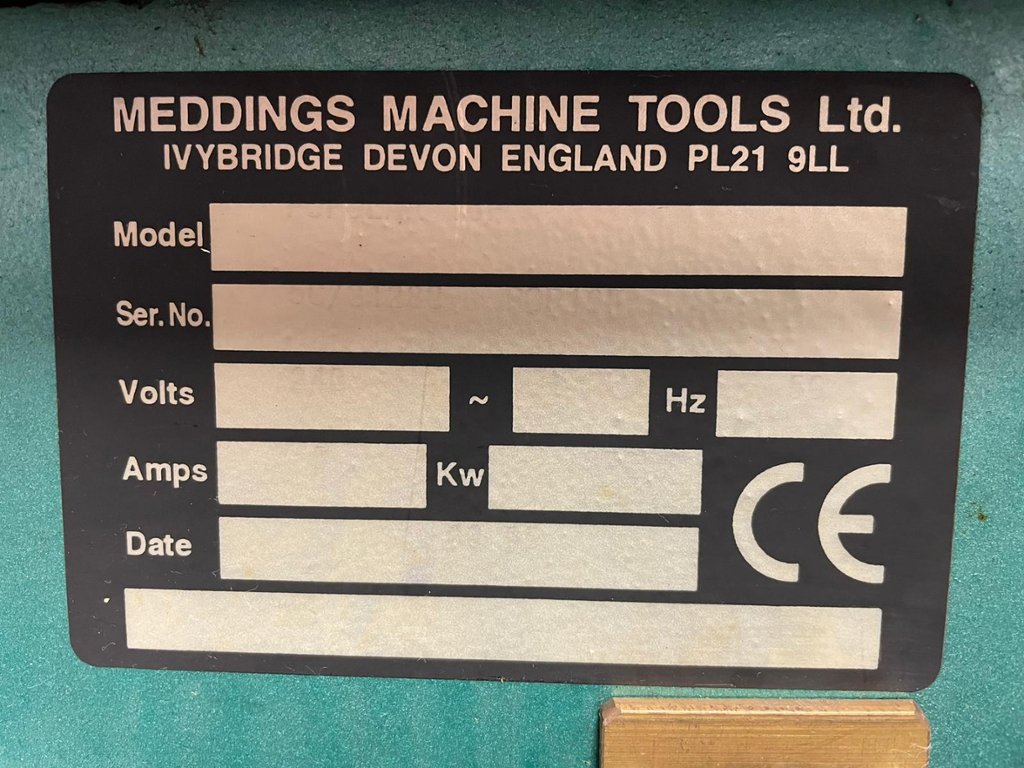 MEDDINGS MACHINE TOOLS Ltd.
IVYBRIDGE DEVON ENGLAND PL21 9LL
Model
Ser. No.
Volts ~ Hz
Amps Kw
Date
CE